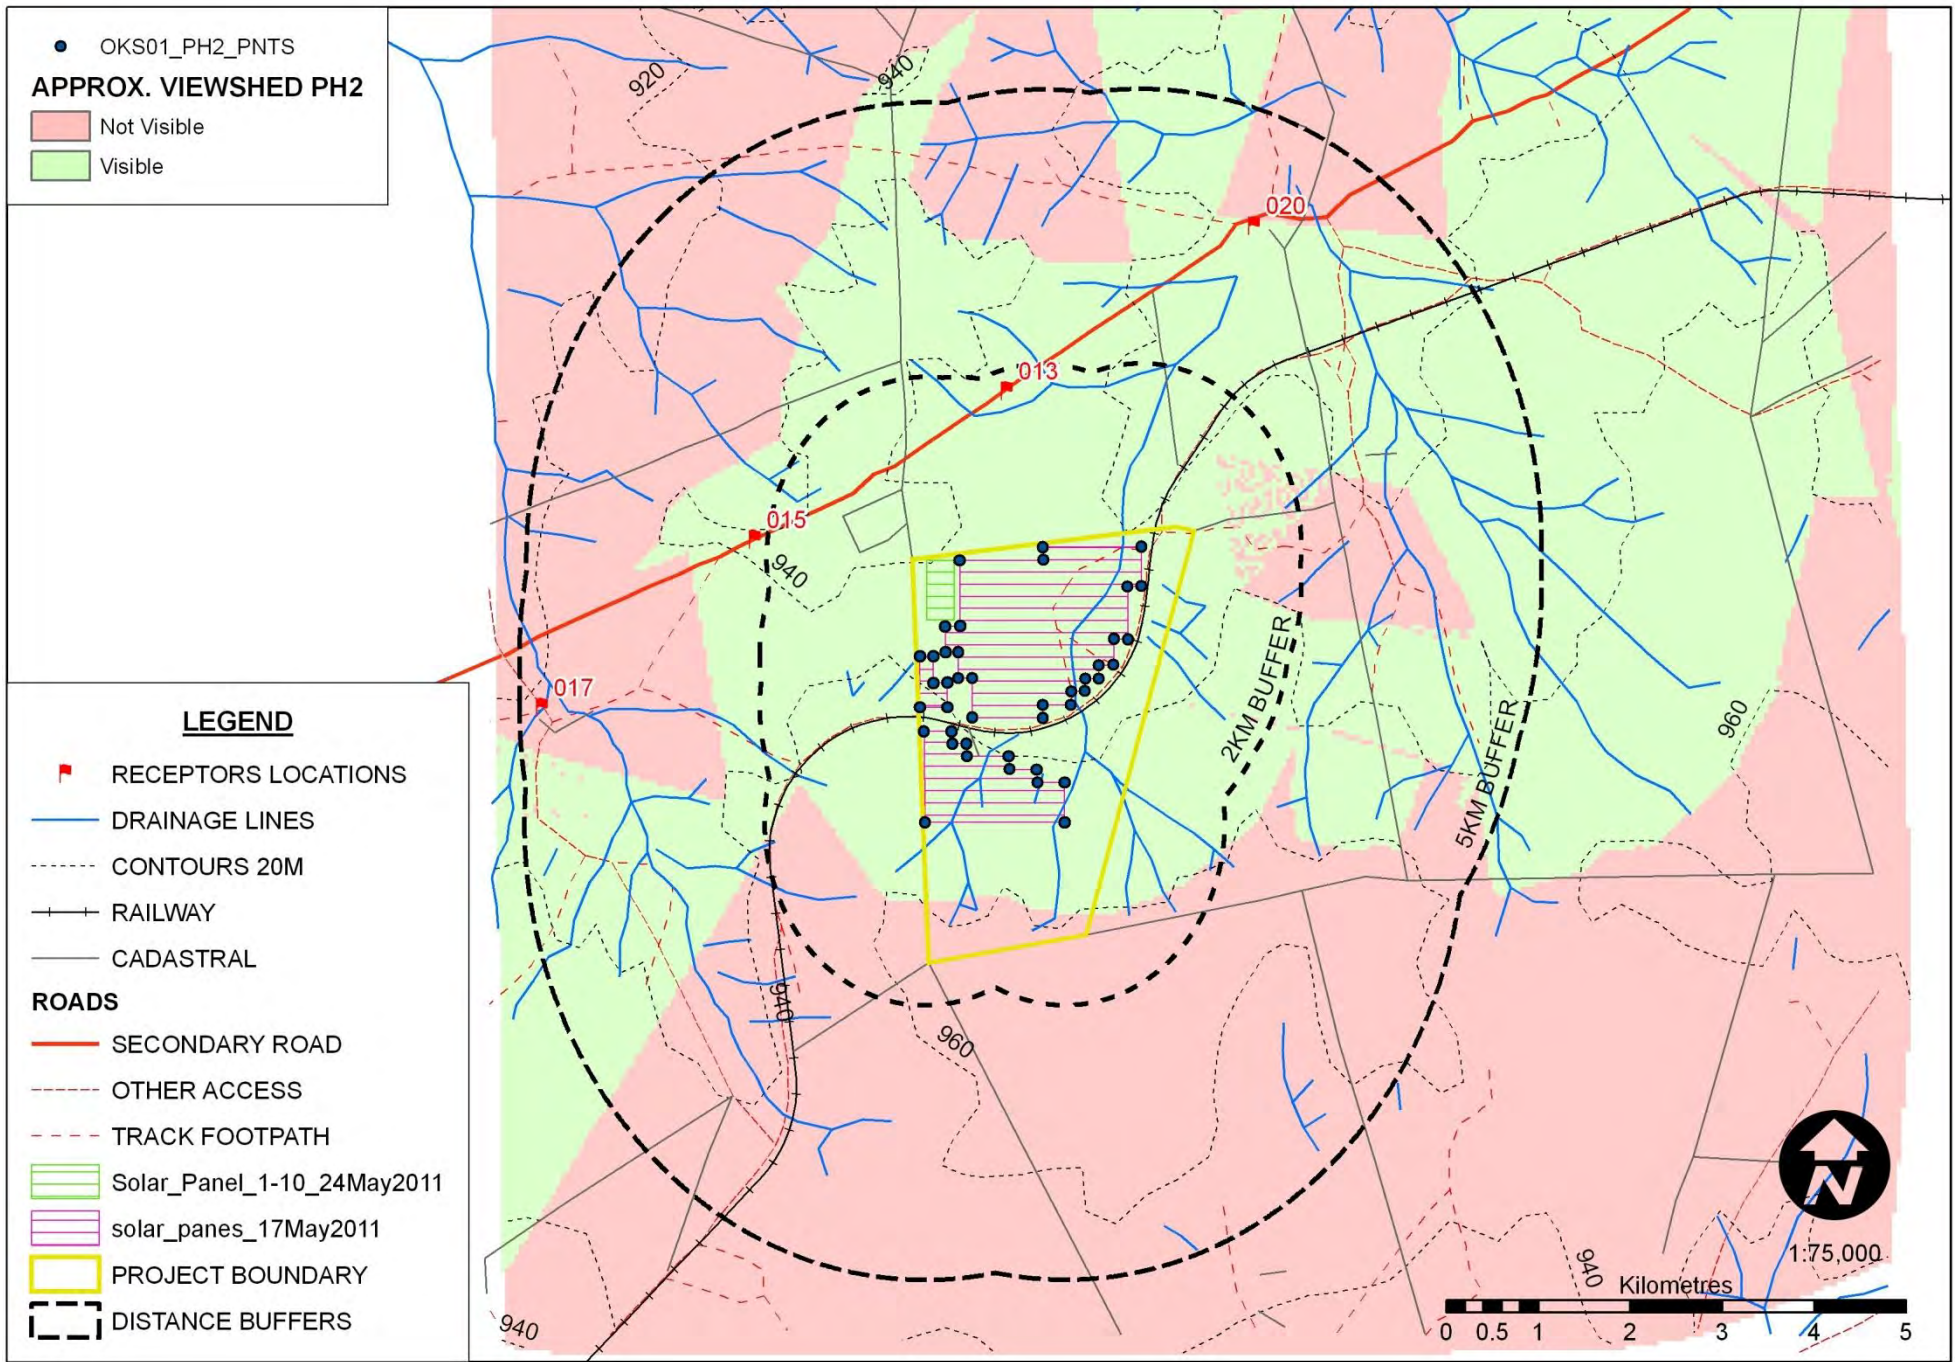 OKS01_PH2_PNTS
APPROX. VIEWSHED PH2
Not Visible
Visible
920
940
020
013
015
940
017
2KM BUFFER
5KM BUFFER
960
940
960
940
940
LEGEND
RECEPTORS LOCATIONS
DRAINAGE LINES
CONTOURS 20M
RAILWAY
CADASTRAL
ROADS
SECONDARY ROAD
OTHER ACCESS
TRACK FOOTPATH
Solar_Panel_1-10_24May2011
solar_panes_17May2011
PROJECT BOUNDARY
DISTANCE BUFFERS
N
1:75,000
Kilometres
0 0.5 1 2 3 4 5